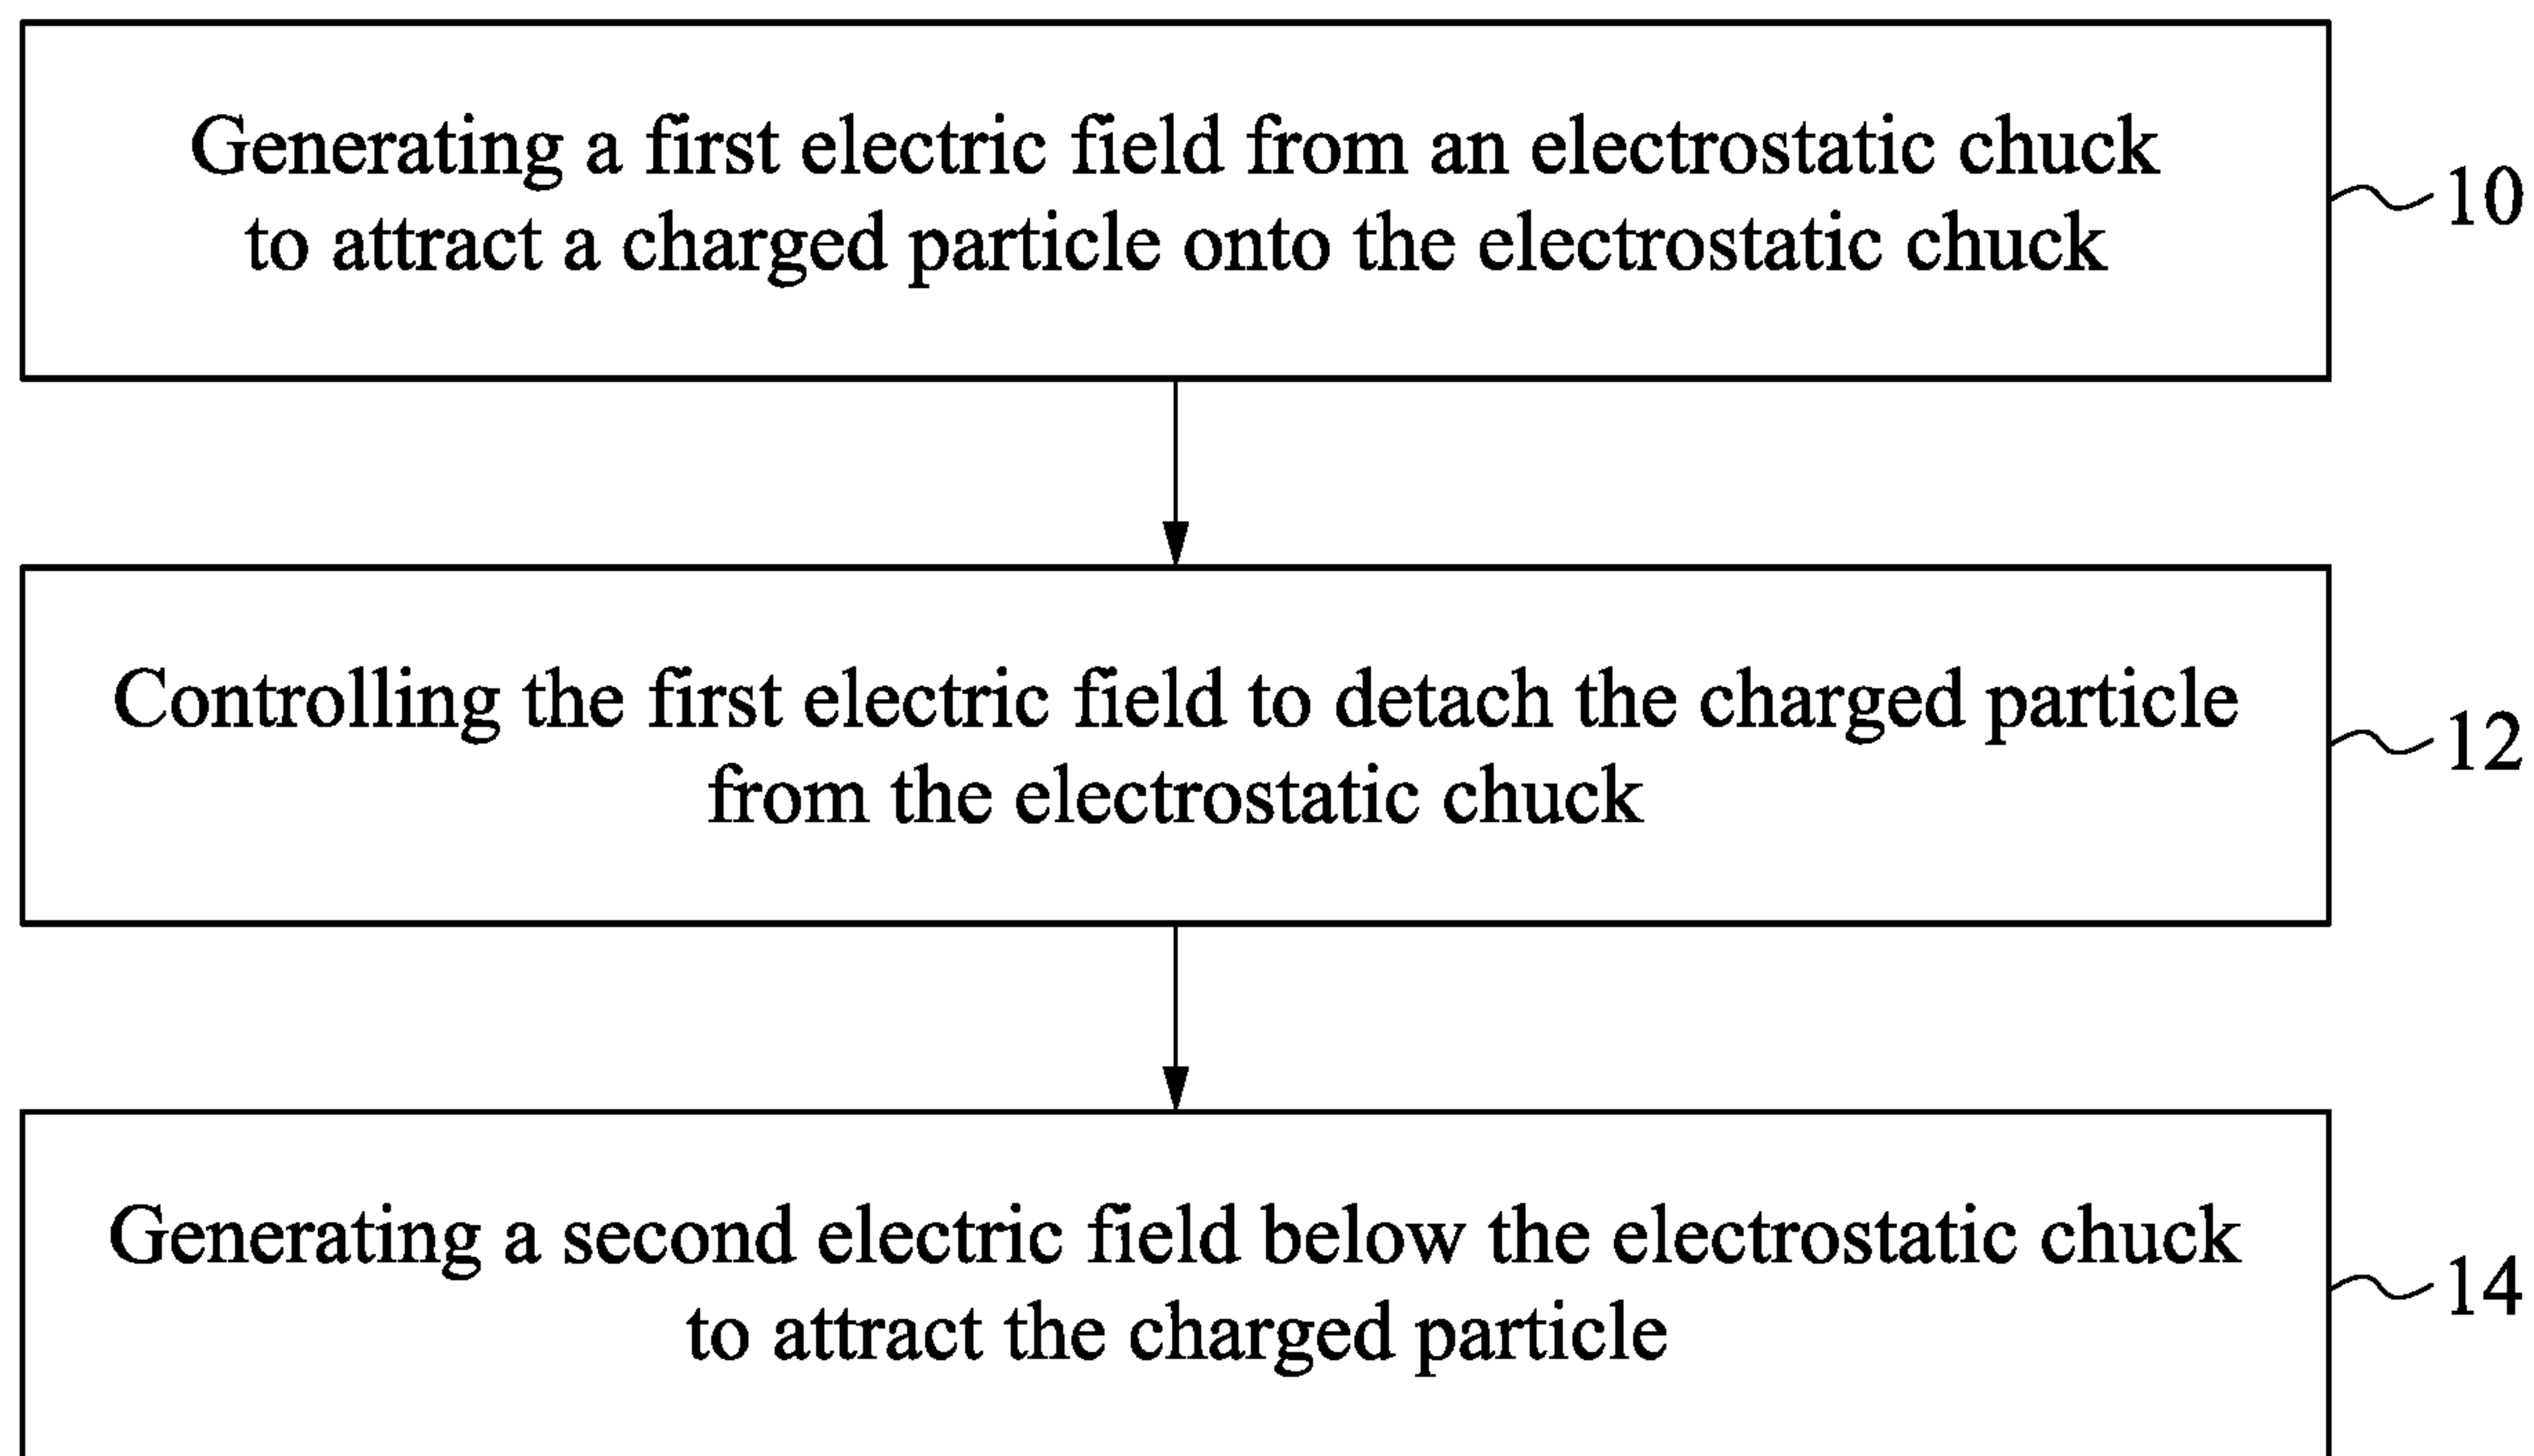 Generating a first electric field from an electrostatic chuck
to attract a charged particle onto the electrostatic chuck
10
Controlling the first electric field to detach the charged particle
from the electrostatic chuck
12
Generating a second electric field below the electrostatic chuck
to attract the charged particle
14